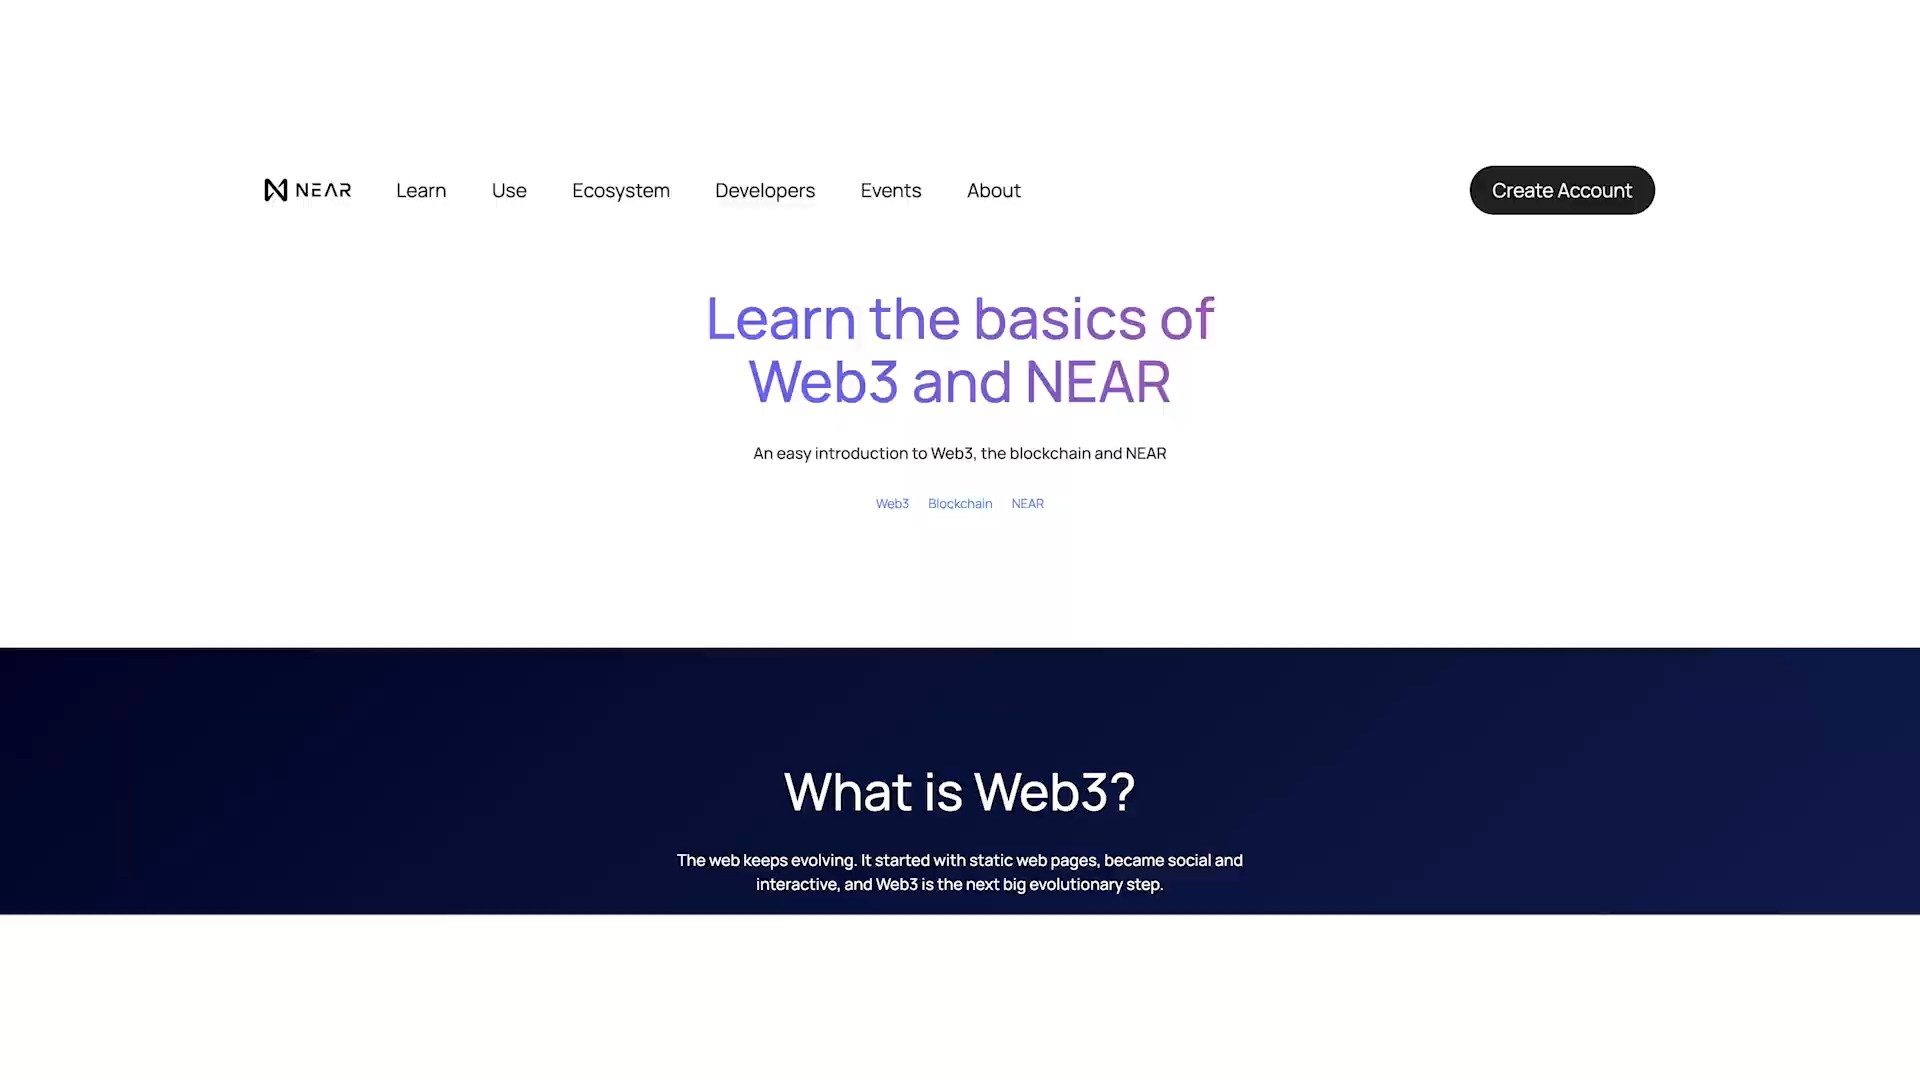 NEAR Learn Use Ecosystem Developers Events About Create Account
Learn the basics of
Web3 and NEAR
An easy introduction to Web3, the blockchain and NEAR
Web3 Blockchain NEAR
What is Web3?
The web keeps evolving. It started with static web pages, became social and
interactive, and Web3 is the next big evolutionary step.